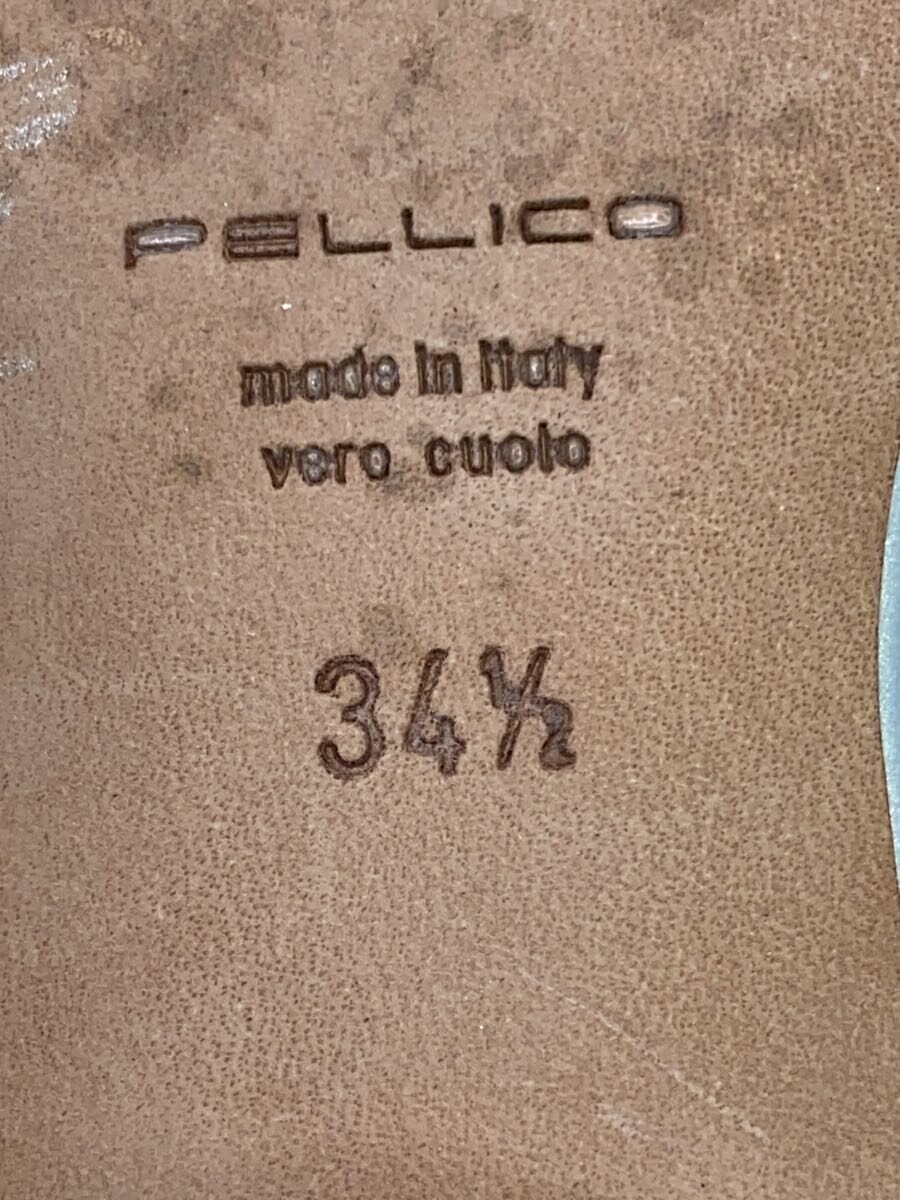 PELLICO
made in italy
vero cuoio
34½